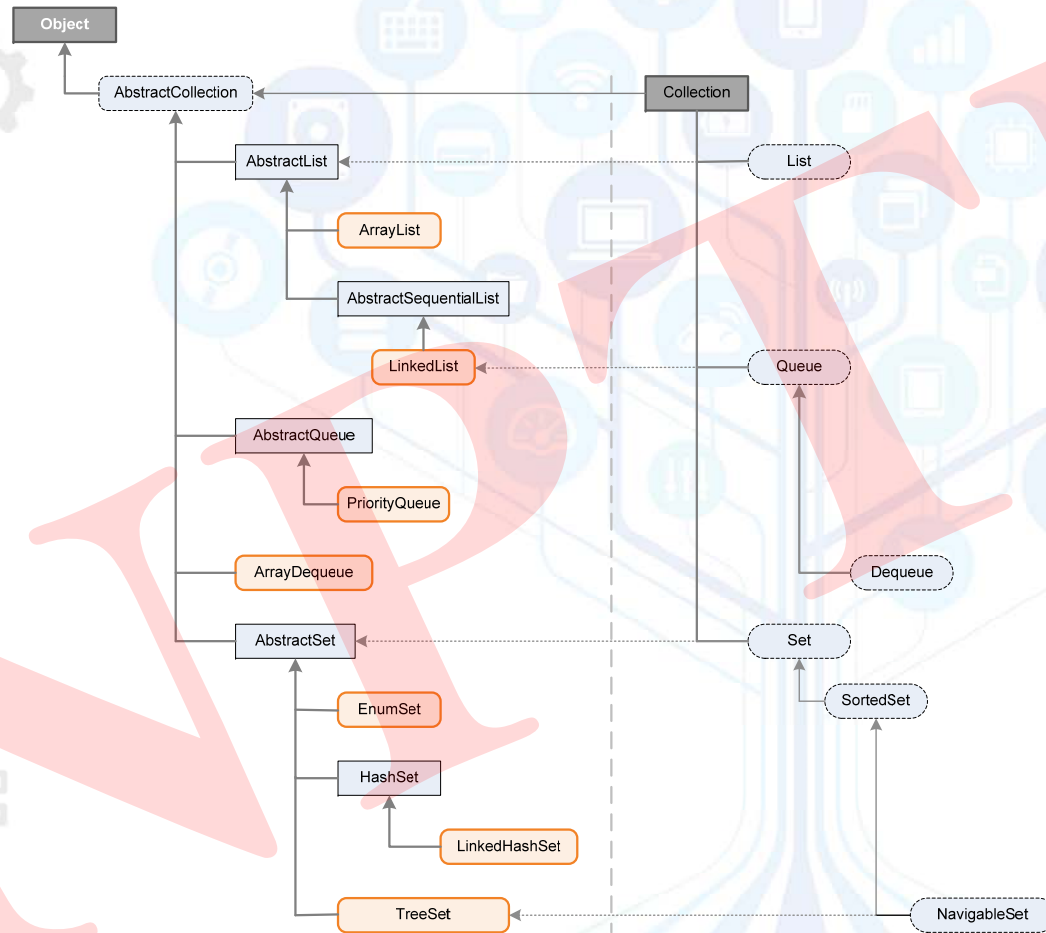 Object
AbstractCollection
Collection
AbstractList
List
ArrayList
AbstractSequentialList
LinkedList
Queue
AbstractQueue
PriorityQueue
ArrayDequeue
Dequeue
AbstractSet
Set
EnumSet
SortedSet
HashSet
LinkedHashSet
TreeSet
NavigableSet